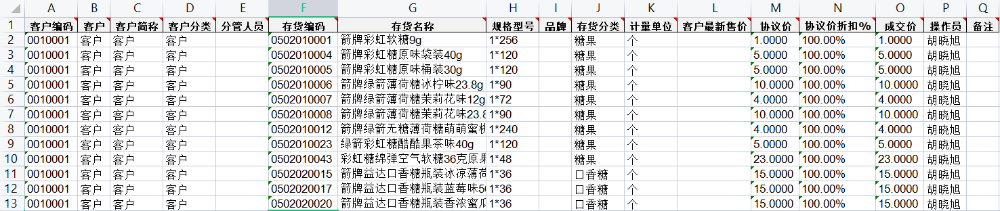 A B C D E F G H I J K L M N O P Q
1 客户编码 客户 客户简称 客户分类 分管人员 存货编码 存货名称 规格型号 品牌 存货分类 计量单位 客户最新售价 协议价 协议价折扣% 成交价 操作员 备注
2 0010001 客户 客户 客户 0502010001 箭牌彩虹软糖9g 1*256 糖果 个 1.0000 100.00% 1.0000 胡晓旭
3 0010001 客户 客户 客户 0502010004 箭牌彩虹糖原味袋装40g 1*120 糖果 个 5.0000 100.00% 5.0000 胡晓旭
4 0010001 客户 客户 客户 0502010005 箭牌彩虹糖原味桶装30g 1*120 糖果 个 5.0000 100.00% 5.0000 胡晓旭
5 0010001 客户 客户 客户 0502010006 箭牌绿箭薄荷糖冰柠味23.8g 1*90 糖果 个 10.0000 100.00% 10.0000 胡晓旭
6 0010001 客户 客户 客户 0502010007 箭牌绿箭薄荷糖茉莉花味12g 1*72 糖果 个 4.0000 100.00% 4.0000 胡晓旭
7 0010001 客户 客户 客户 0502010008 箭牌绿箭薄荷糖茉莉花味23.8 1*90 糖果 个 10.0000 100.00% 10.0000 胡晓旭
8 0010001 客户 客户 客户 0502010012 箭牌绿箭无糖薄荷糖萌萌蜜 1*240 糖果 个 4.0000 100.00% 4.0000 胡晓旭
9 0010001 客户 客户 客户 0502010023 绿箭彩虹糖酷酷果茶味40g 1*120 糖果 个 5.0000 100.00% 5.0000 胡晓旭
10 0010001 客户 客户 客户 0502010043 彩虹糖绵弹空气软糖36克原果 1*48 糖果 个 23.0000 100.00% 23.0000 胡晓旭
11 0010001 客户 客户 客户 0502020015 箭牌益达口香糖瓶装冰凉薄荷 1*36 口香糖 个 15.0000 100.00% 15.0000 胡晓旭
12 0010001 客户 客户 客户 0502020017 箭牌益达口香糖瓶装蓝莓味5 1*36 口香糖 个 15.0000 100.00% 15.0000 胡晓旭
13 0010001 客户 客户 客户 0502020020 箭牌益达口香糖瓶装香浓蜜瓜 1*36 口香糖 个 15.0000 100.00% 15.0000 胡晓旭